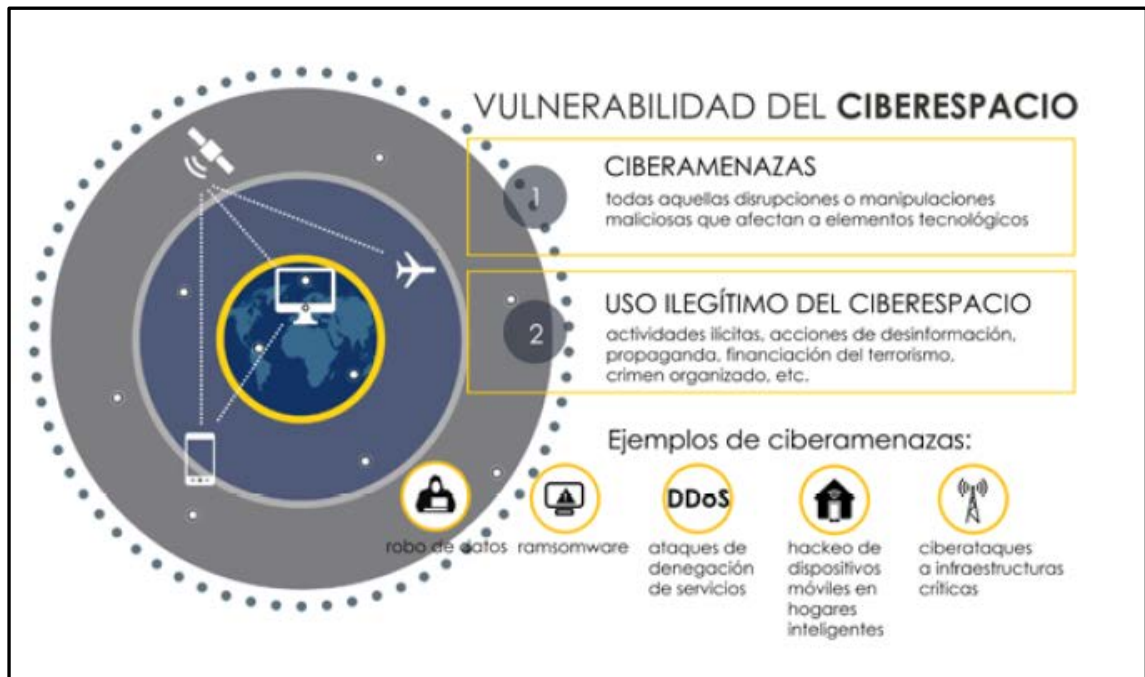 VULNERABILIDAD DEL CIBERESPACIO
1
CIBERAMENAZAS
todas aquellas disrupciones o manipulaciones
maliciosas que afectan a elementos tecnológicos
2
USO ILEGÍTIMO DEL CIBERESPACIO
actividades ilícitas, acciones de desinformación,
propaganda, financiación del terrorismo,
crimen organizado, etc.
Ejemplos de ciberamenazas:
robo de datos
ramsomware
DDoS
ataques de
denegación
de servicios
hackeo de
dispositivos
móviles en
hogares
inteligentes
ciberataques
a infraestructuras
críticas